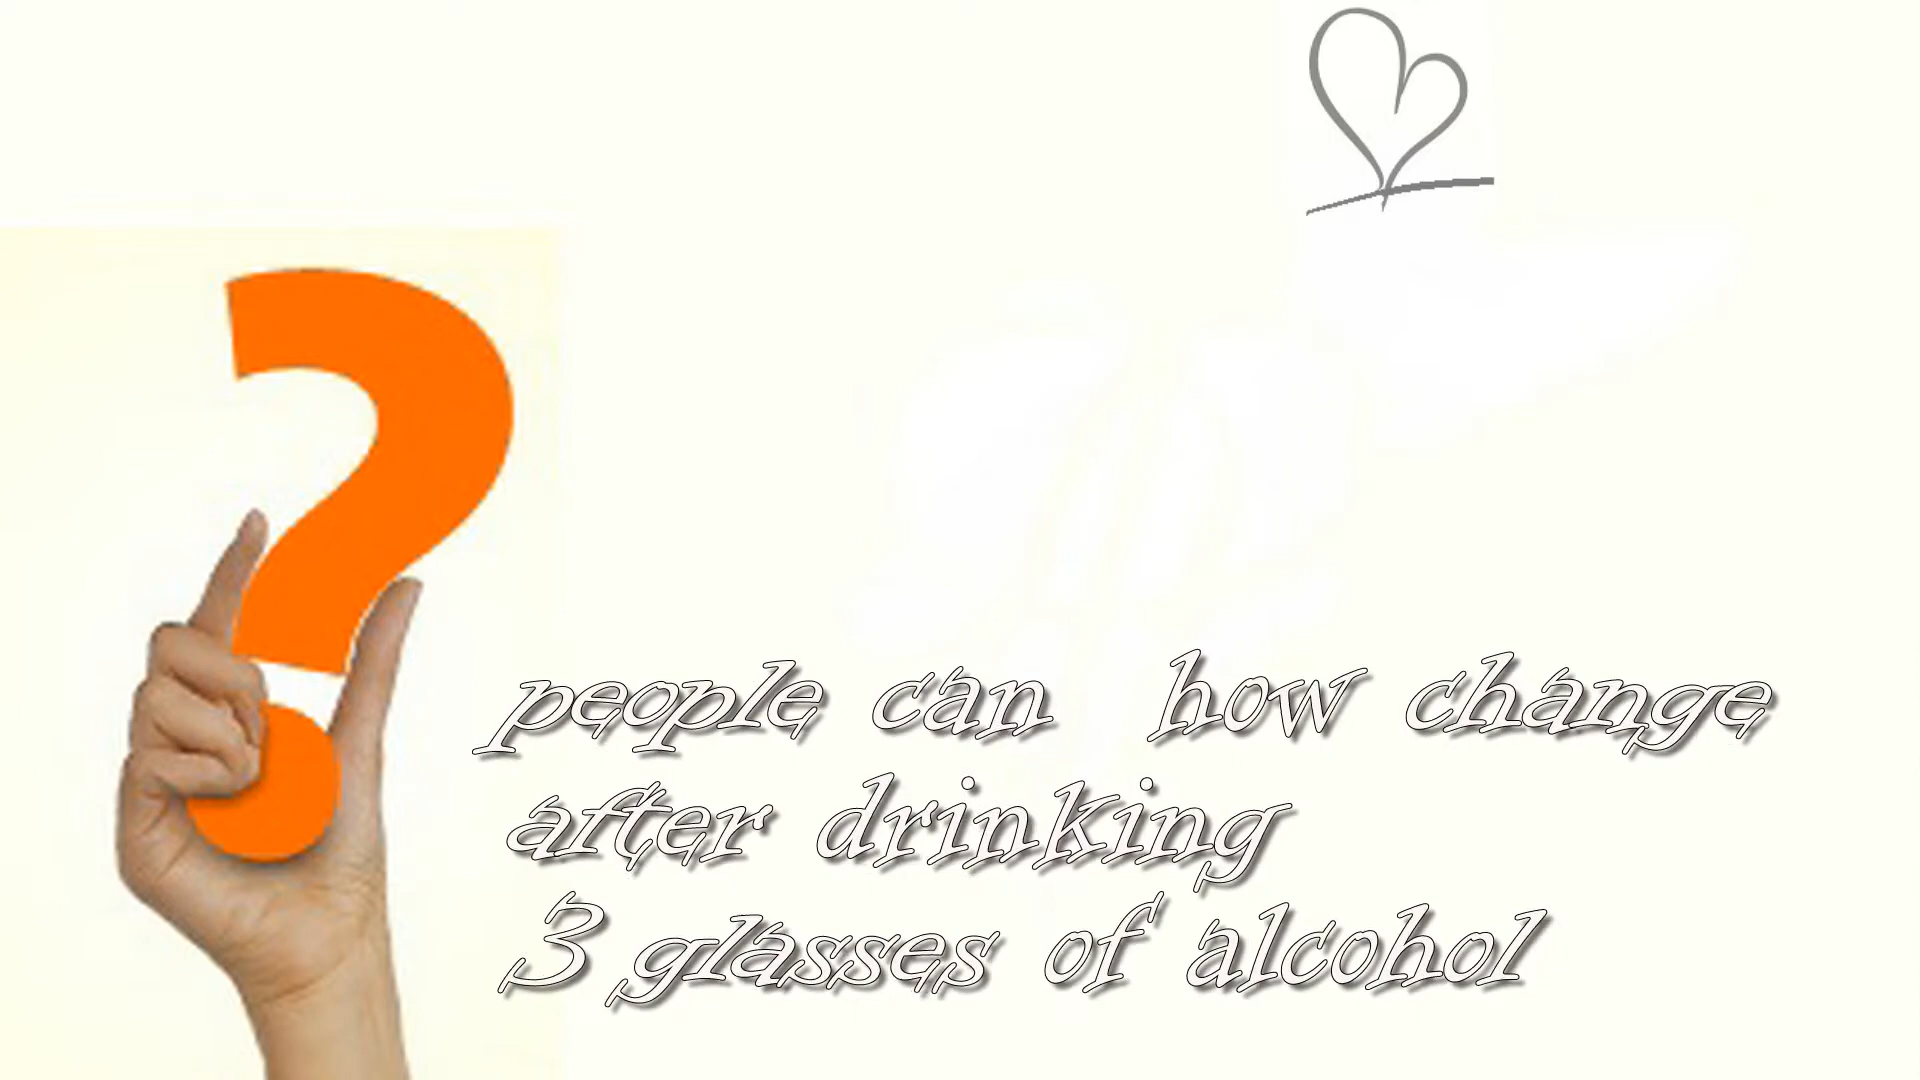 people can how change
after drinking
3 glasses of alcohol